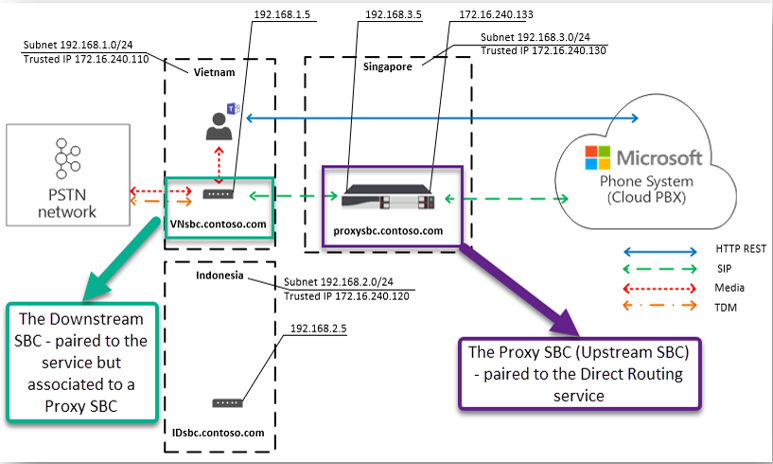 192.168.1.5
192.168.3.5
172.16.240.133
Subnet 192.168.1.0/24
Trusted IP 172.16.240.110
Subnet 192.168.3.0/24
Trusted IP 172.16.240.130
Vietnam
Singapore
PSTN
network
VNsbc.contoso.com
proxysbc.contoso.com
Microsoft
Phone System
(Cloud PBX)
HTTP REST
SIP
Media
TDM
Indonesia
Subnet 192.168.2.0/24
Trusted IP 172.16.240.120
192.168.2.5
IDsbc.contoso.com
The Downstream
SBC - paired to the
service but
associated to a
Proxy SBC
The Proxy SBC (Upstream SBC)
- paired to the Direct Routing
service